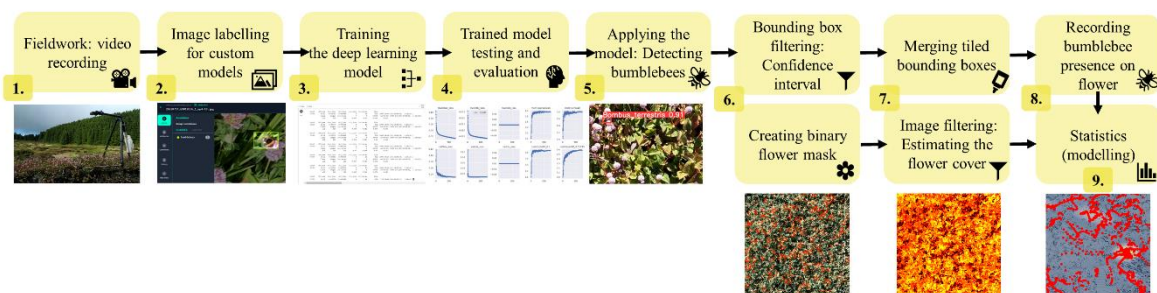 Fieldwork: video
recording
1.
Image labelling
for custom
models
2.
Training
the deep learning
model
3.
Trained model
testing and
evaluation
4.
Applying the
model: Detecting
bumblebees
5.
Bombus_terrestris 0.91
Bounding box
filtering:
Confidence
interval
6.
Creating binary
flower mask
Merging tiled
bounding boxes
7.
Image filtering:
Estimating the
flower cover
Recording
bumblebee
presence on
flower
8.
Statistics
(modelling)
9.